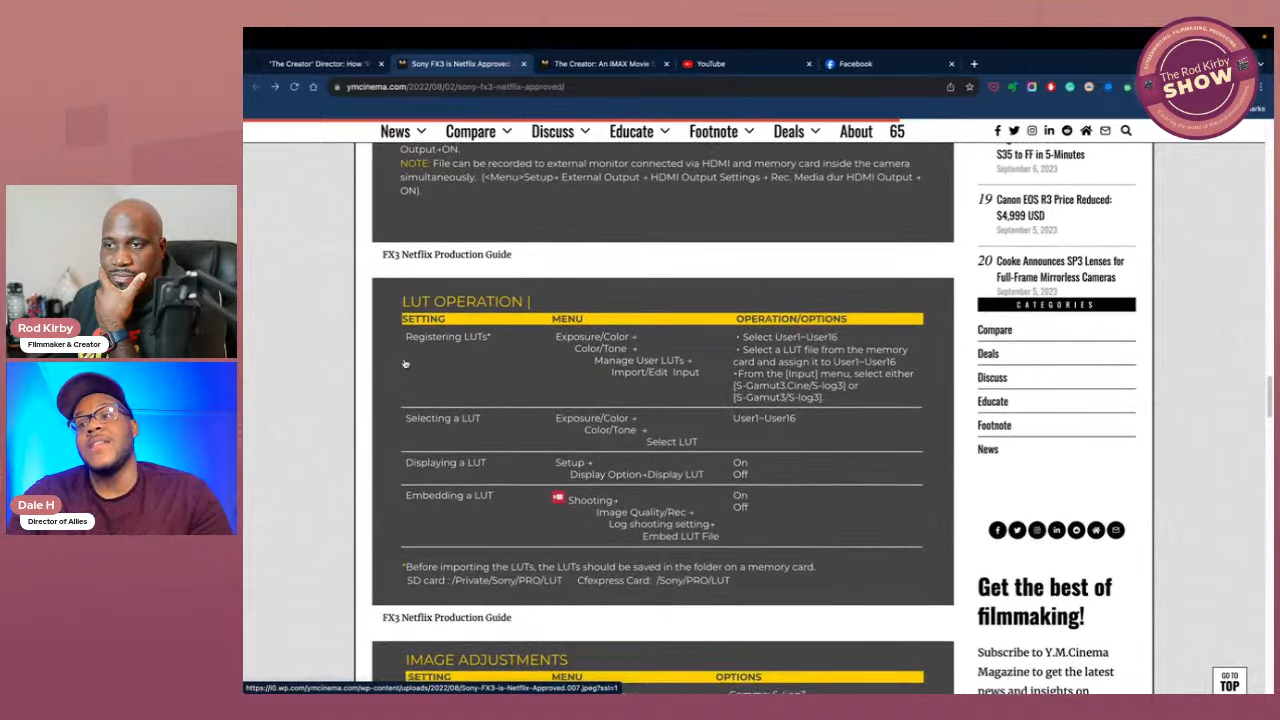 "The Creator" Director: How
Sony FX3 is Netflix Approved
The Creator: An IMAX Movie S
YouTube
Facebook
ymcinema.com/2022/08/02/sony-fx3-netflix-approved/
SCREENWRITING, FILMMAKING, PRODUCING
The Rod Kirby
SHOW
News
Compare
Discuss
Educate
Footnote
Deals
About
65
Output→ON.
NOTE: File can be recorded to external monitor connected via HDMI and memory card inside the camera
simultaneously. (<Menu>Setup→ External Output → HDMI Output Settings → Rec. Media dur HDMI Output →
ON).
FX3 Netflix Production Guide
LUT OPERATION |
SETTING MENU OPERATION/OPTIONS
Registering LUTs* Exposure/Color → ・Select User1~User16
Color/Tone → ・Select a LUT file from the memory
Manage User LUTs → card and assign it to User1~User16
Import/Edit Input ・From the [Input] menu, select either
[S-Gamut3.Cine/S-log3] or
[S-Gamut3/S-log3].
Selecting a LUT Exposure/Color → User1~User16
Color/Tone →
Select LUT
Displaying a LUT Setup → On
Display Option→Display LUT Off
Embedding a LUT Shooting→ On
Image Quality/Rec → Off
Log shooting setting→
Embed LUT File
*Before importing the LUTs, the LUTs should be saved in the folder on a memory card.
SD card : /Private/Sony/PRO/LUT Cfexpress Card: /Sony/PRO/LUT
FX3 Netflix Production Guide
IMAGE ADJUSTMENTS
SETTING MENU OPTIONS
S35 to FF in 5-Minutes
September 6, 2023
19 Canon EOS R3 Price Reduced:
$4,999 USD
September 5, 2023
20 Cooke Announces SP3 Lenses for
Full-Frame Mirrorless Cameras
September 5, 2023
CATEGORIES
Compare
Deals
Discuss
Educate
Footnote
News
Get the best of
filmmaking!
Subscribe to Y.M.Cinema
Magazine to get the latest
news and insights on
GO TO
TOP
https://i0.wp.com/ymcinema.com/wp-content/uploads/2022/08/Sony-FX3-is-Netflix-Approved.007.jpeg?ssl=1
Rod Kirby
Filmmaker & Creator
Dale H
Director of Allies